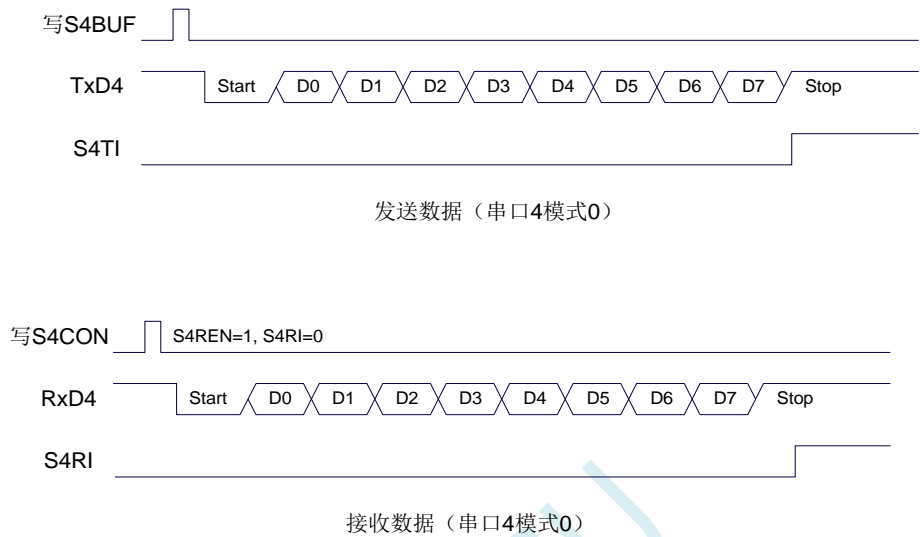 写S4BUF
TxD4 Start D0 D1 D2 D3 D4 D5 D6 D7 Stop
S4TI
发送数据（串口4模式0）
写S4CON S4REN=1, S4RI=0
RxD4 Start D0 D1 D2 D3 D4 D5 D6 D7 Stop
S4RI
接收数据（串口4模式0）